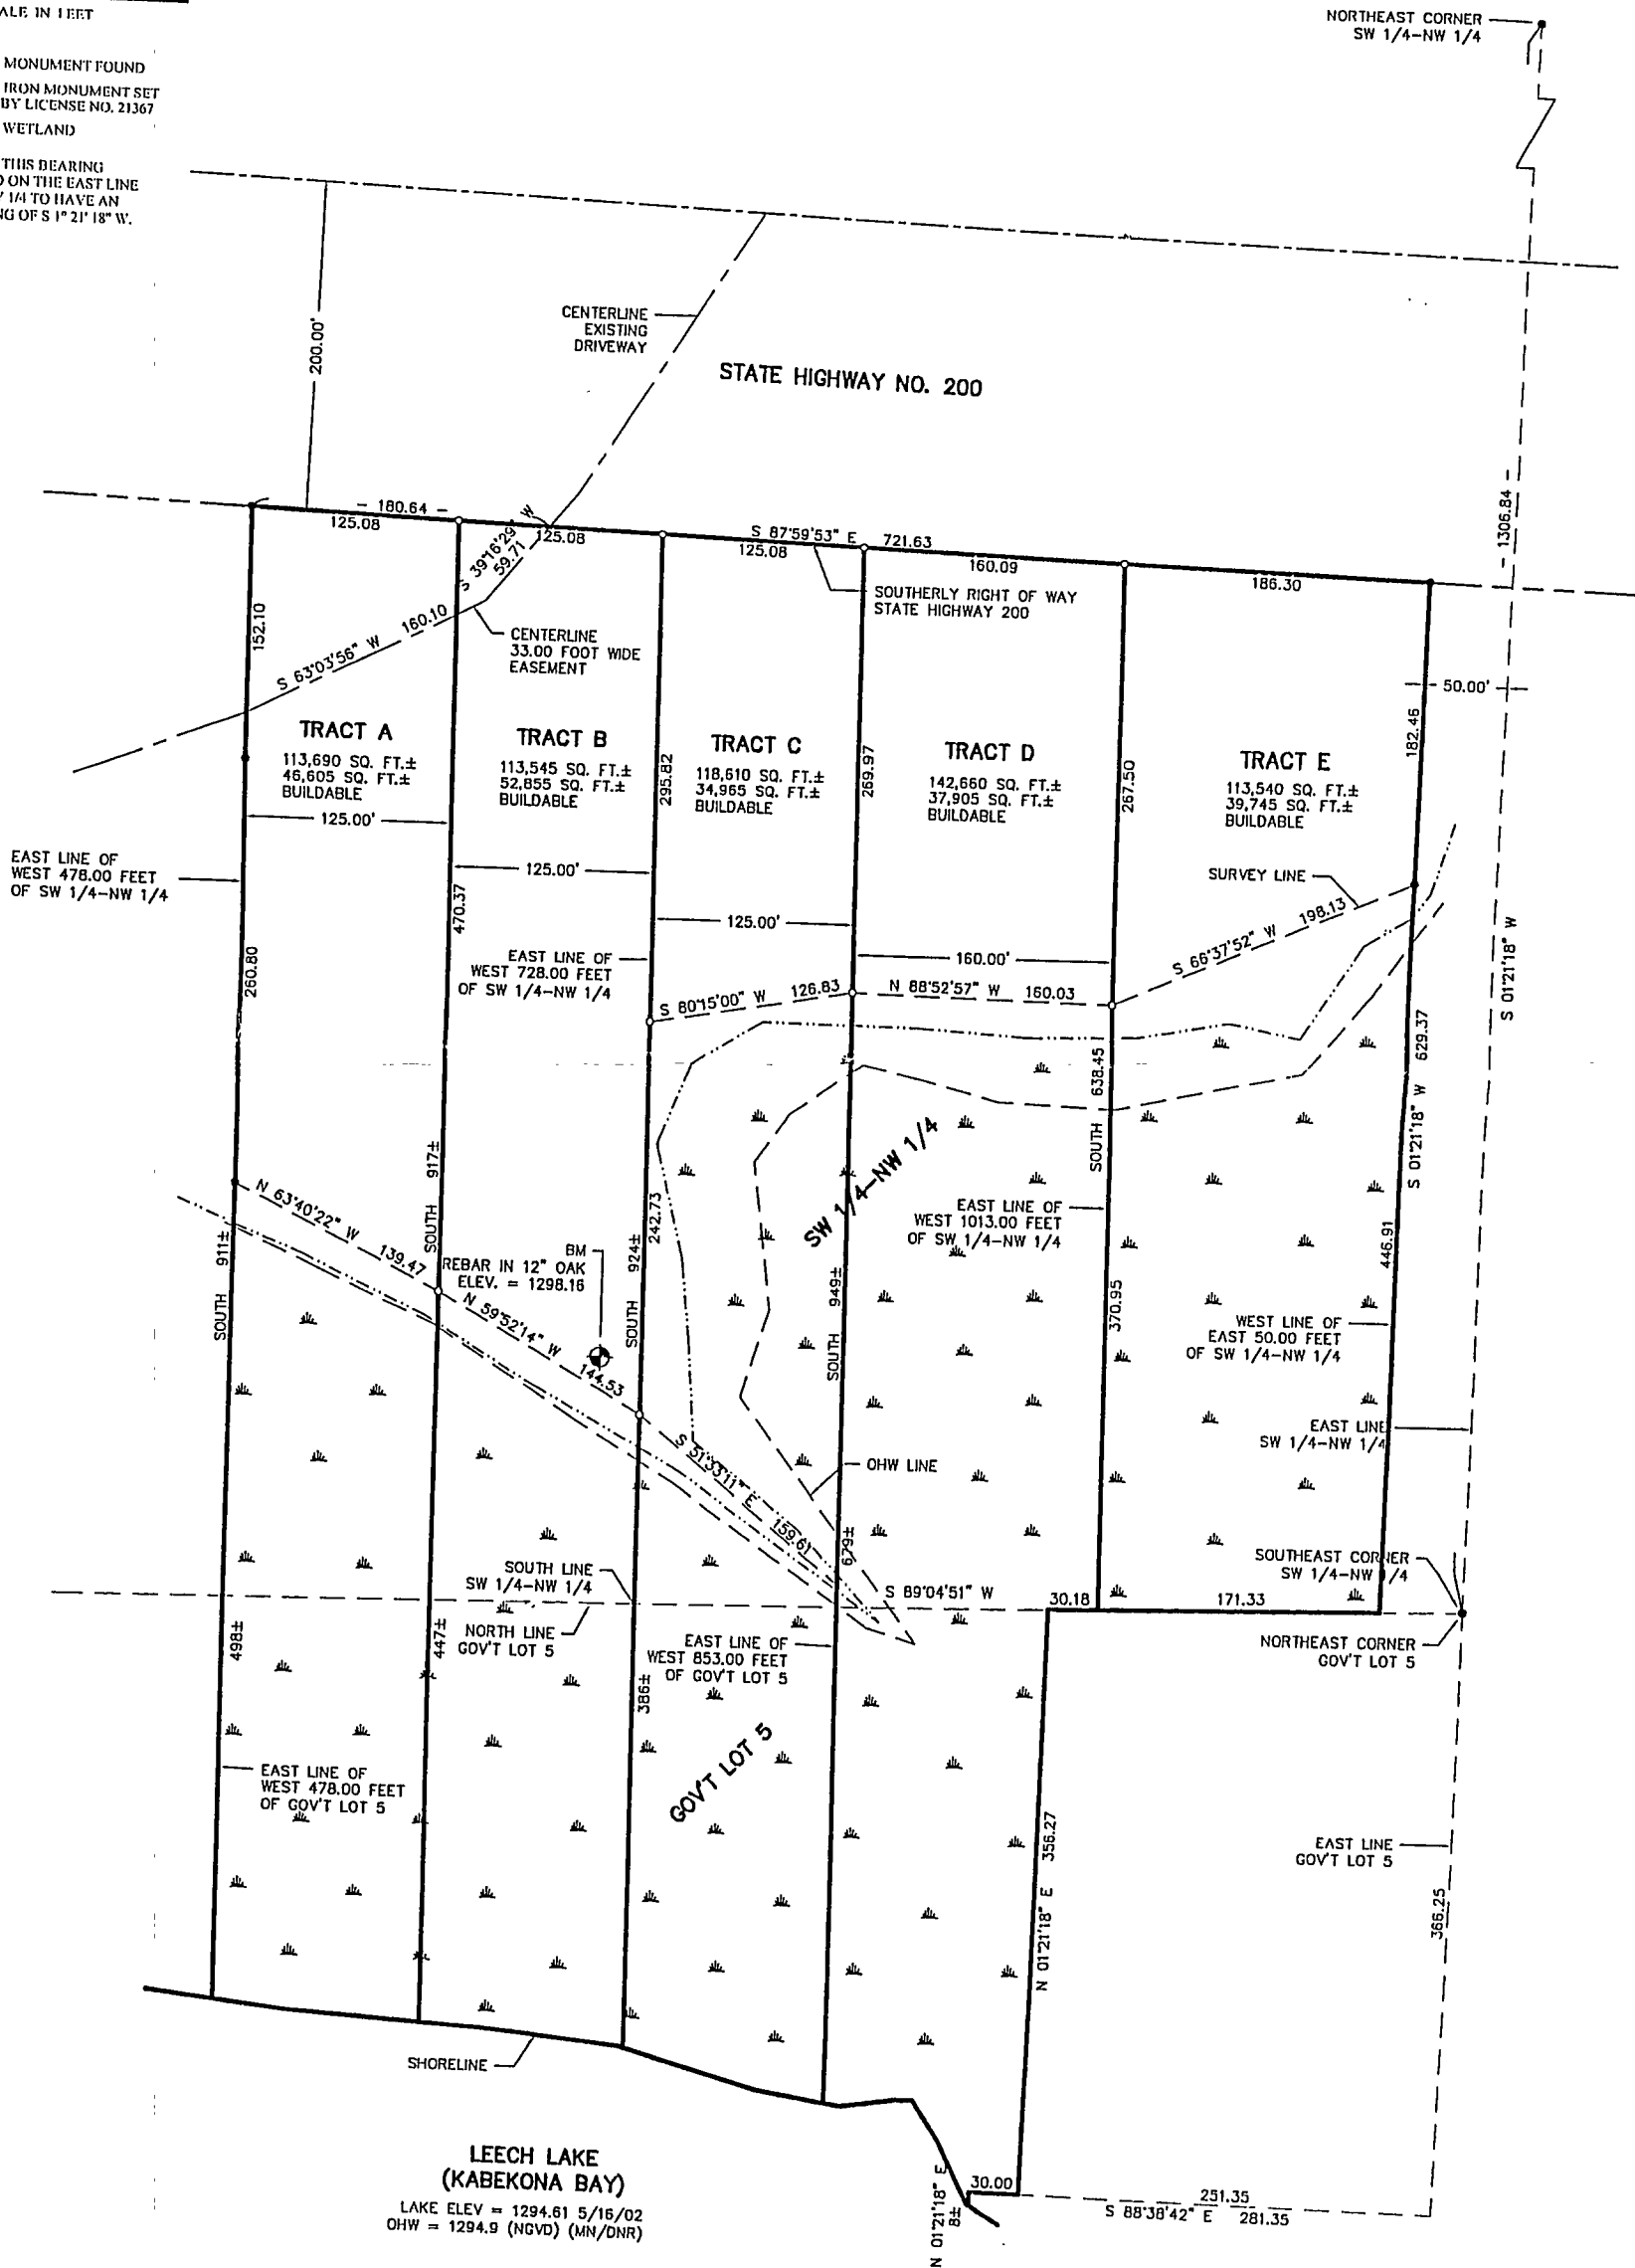 ALE IN FEET
MONUMENT FOUND
IRON MONUMENT SET
BY LICENSE NO. 21367
WETLAND
THIS BEARING
ON THE EAST LINE
1/4 TO HAVE AN
NG OF S 1° 21' 18" W.
NORTHEAST CORNER
SW 1/4-NW 1/4
200.00'
CENTERLINE
EXISTING
DRIVEWAY
STATE HIGHWAY NO. 200
- 1306.84 -
- 180.64 -
125.08
S 39°16'29" W
59.71
125.08
S 87°59'53" E 721.63
125.08
160.09
186.30
SOUTHERLY RIGHT OF WAY
STATE HIGHWAY 200
152.10
S 63°03'56" W 160.10
CENTERLINE
33.00 FOOT WIDE
EASEMENT
50.00'
182.46
TRACT A
113,690 SQ. FT.±
46,605 SQ. FT.±
BUILDABLE
125.00'
TRACT B
113,545 SQ. FT.±
52,855 SQ. FT.±
BUILDABLE
125.00'
295.82
TRACT C
118,610 SQ. FT.±
34,965 SQ. FT.±
BUILDABLE
125.00'
269.97
TRACT D
142,660 SQ. FT.±
37,905 SQ. FT.±
BUILDABLE
160.00'
267.50
TRACT E
113,540 SQ. FT.±
39,745 SQ. FT.±
BUILDABLE
EAST LINE OF
WEST 478.00 FEET
OF SW 1/4-NW 1/4
SURVEY LINE
S 66°37'52" W 198.13
470.37
260.80
EAST LINE OF
WEST 728.00 FEET
OF SW 1/4-NW 1/4
S 80°15'00" W 126.83
N 88°52'57" W 160.03
S 01°21'18" W
S 01°21'18" W 629.37
SOUTH 638.45
SW 1/4-NW 1/4
SOUTH 917±
N 63°40'22" W 139.47
SOUTH 911±
BM
REBAR IN 12" OAK
ELEV. = 1298.16
SOUTH 924±
242.73
SOUTH 949±
EAST LINE OF
WEST 1013.00 FEET
OF SW 1/4-NW 1/4
446.91
370.95
WEST LINE OF
EAST 50.00 FEET
OF SW 1/4-NW 1/4
N 59°52'14" W 144.53
EAST LINE
SW 1/4-NW 1/4
S 51°33'11" E 159.61
OHW LINE
679±
SOUTHEAST CORNER
SW 1/4-NW 1/4
SOUTH LINE
SW 1/4-NW 1/4
S 89°04'51" W
30.18
171.33
NORTH LINE
GOV'T LOT 5
NORTHEAST CORNER
GOV'T LOT 5
498±
447±
386±
EAST LINE OF
WEST 853.00 FEET
OF GOV'T LOT 5
GOV'T LOT 5
EAST LINE OF
WEST 478.00 FEET
OF GOV'T LOT 5
N 01°21'18" E 356.27
EAST LINE
GOV'T LOT 5
366.25
SHORELINE
LEECH LAKE
(KABEKONA BAY)
LAKE ELEV = 1294.61 5/16/02
OHW = 1294.9 (NGVD) (MN/DNR)
N 01°21'18" E
8±
30.00
251.35
S 88°38'42" E 281.35